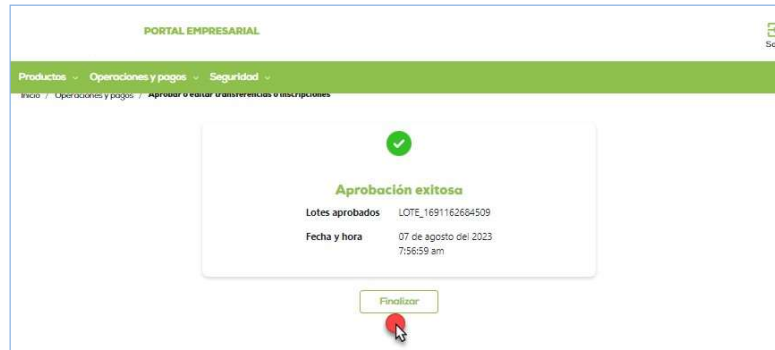 PORTAL EMPRESARIAL
Productos Operaciones y pagos Seguridad
Inicio / Operaciones y pagos / Aprobar o editar transferencias o inscripciones
Aprobación exitosa
Lotes aprobados LOTE_1691162684509
Fecha y hora 07 de agosto del 2023
7:56:59 am
Finalizar